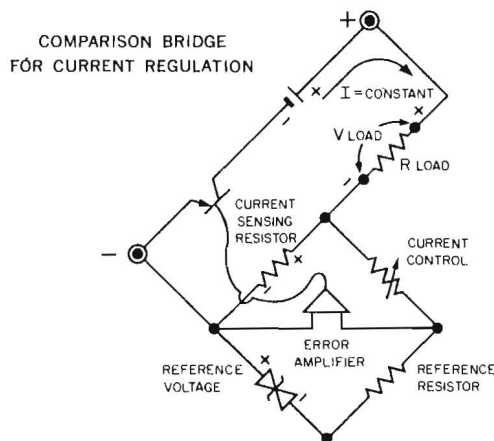 COMPARISON BRIDGE
FOR CURRENT REGULATION
+
I = CONSTANT
x
-
x
V LOAD
R LOAD
-
CURRENT
SENSING
RESISTOR
x
-
CURRENT
CONTROL
-
ERROR
AMPLIFIER
REFERENCE
VOLTAGE
x
-
REFERENCE
RESISTOR